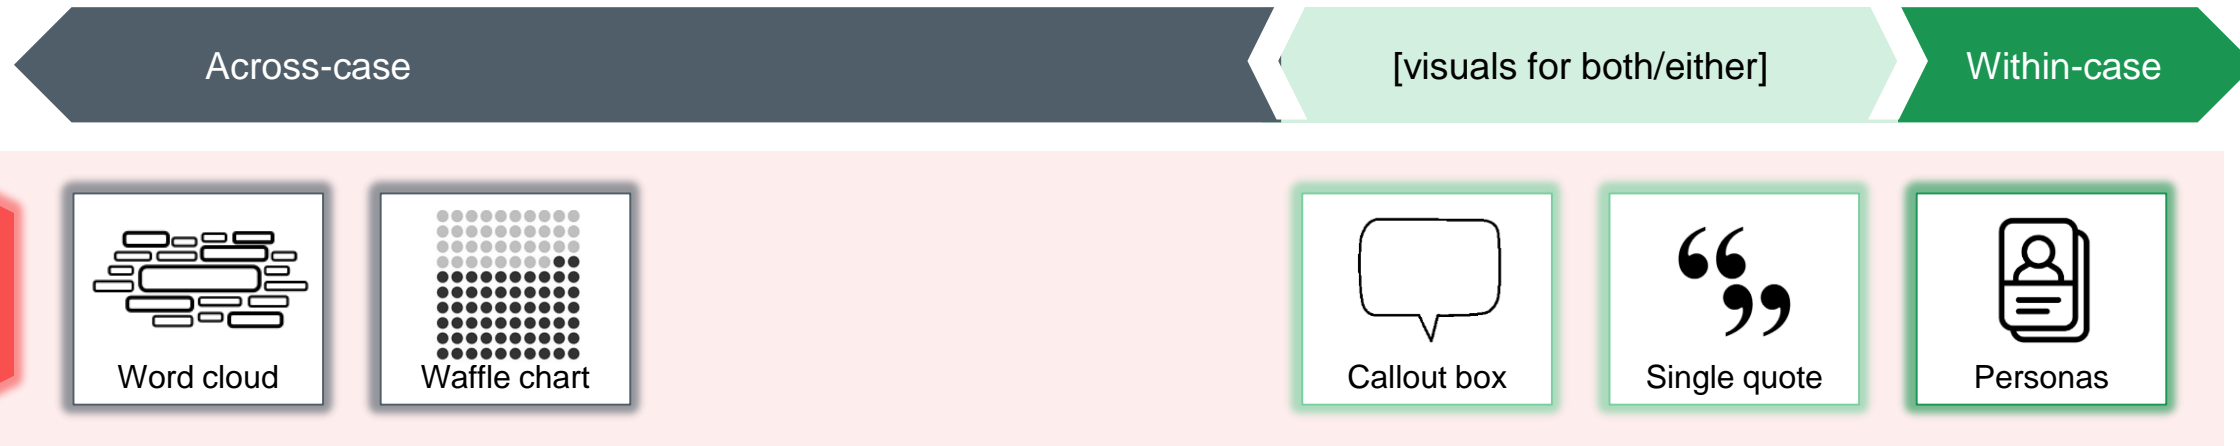 Across-case
[visuals for both/either]
Within-case
Word cloud
Waffle chart
Callout box
Single quote
Personas